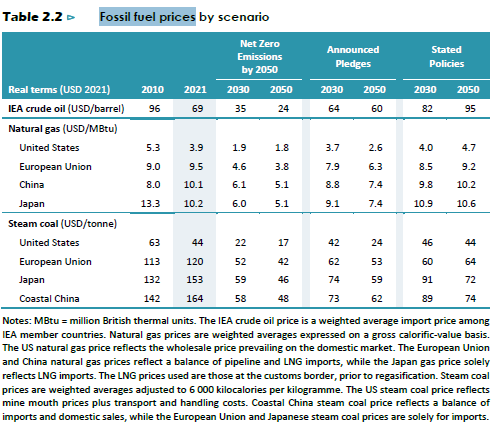 Table 2.2 ▻ Fossil fuel prices by scenario
Net Zero Emissions by 2050 Announced Pledges Stated Policies
Real terms (USD 2021) 2010 2021 2030 2050 2030 2050 2030 2050
IEA crude oil (USD/barrel) 96 69 35 24 64 60 82 95
Natural gas (USD/MBtu)
United States 5.3 3.9 1.9 1.8 3.7 2.6 4.0 4.7
European Union 9.0 9.5 4.6 3.8 7.9 6.3 8.5 9.2
China 8.0 10.1 6.1 5.1 8.8 7.4 9.8 10.2
Japan 13.3 10.2 6.0 5.1 9.1 7.4 10.9 10.6
Steam coal (USD/tonne)
United States 63 44 22 17 42 24 46 44
European Union 113 120 52 42 62 53 60 64
Japan 132 153 59 46 74 59 91 72
Coastal China 142 164 58 48 73 62 89 74
Notes: MBtu = million British thermal units. The IEA crude oil price is a weighted average import price among
IEA member countries. Natural gas prices are weighted averages expressed on a gross calorific-value basis.
The US natural gas price reflects the wholesale price prevailing on the domestic market. The European Union
and China natural gas prices reflect a balance of pipeline and LNG imports, while the Japan gas price solely
reflects LNG imports. The LNG prices used are those at the customs border, prior to regasification. Steam coal
prices are weighted averages adjusted to 6 000 kilocalories per kilogramme. The US steam coal price reflects
mine mouth prices plus transport and handling costs. Coastal China steam coal price reflects a balance of
imports and domestic sales, while the European Union and Japanese steam coal prices are solely for imports.